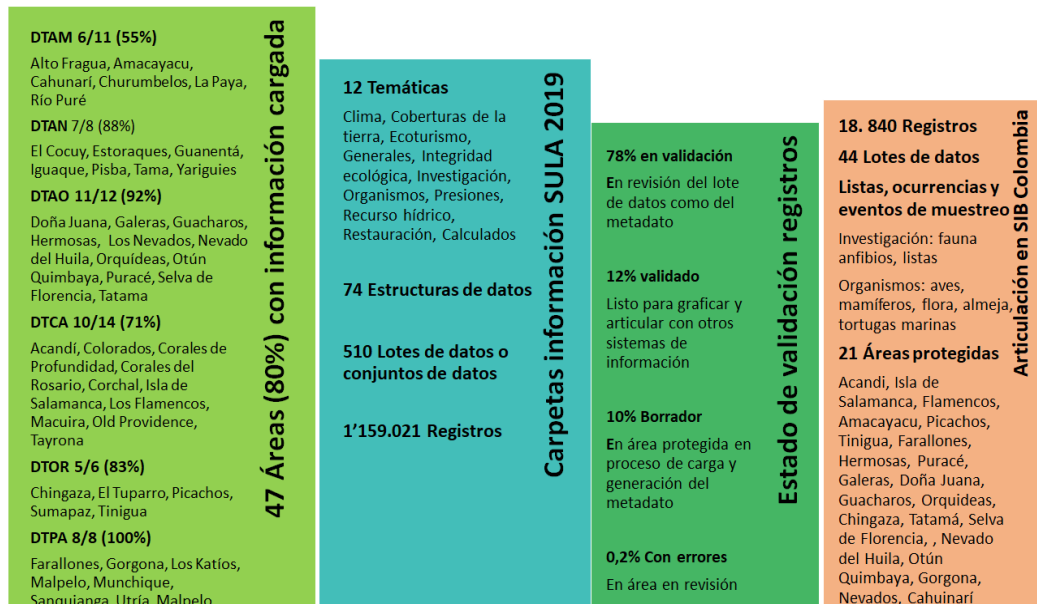 DTAM 6/11 (55%)
Alto Fragua, Amacayacu,
Cahunarí, Churumbelos, La Paya,
Río Puré
DTAN 7/8 (88%)
El Cocuy, Estoraques, Guanentá,
Iguaque, Pisba, Tama, Yariguies
DTAO 11/12 (92%)
Doña Juana, Galeras, Guacharos,
Hermosas, Los Nevados, Nevado
del Huila, Orquídeas, Otún
Quimbaya, Puracé, Selva de
Florencia, Tatama
DTCA 10/14 (71%)
Acandí, Colorados, Corales de
Profundidad, Corales del
Rosario, Corchal, Isla de
Salamanca, Los Flamencos,
Macuira, Old Providence,
Tayrona
DTOR 5/6 (83%)
Chingaza, El Tuparro, Picachos,
Sumapaz, Tinigua
DTPA 8/8 (100%)
Farallones, Gorgona, Los Katíos,
Malpelo, Munchique,
Sanquianga, Utría, Malpelo
47 Áreas (80%) con información cargada
12 Temáticas
Clima, Coberturas de la
tierra, Ecoturismo,
Generales, Integridad
ecológica, Investigación,
Organismos, Presiones,
Recurso hídrico,
Restauración, Calculados
74 Estructuras de datos
510 Lotes de datos o
conjuntos de datos
1’159.021 Registros
Carpetas información SULA 2019
78% en validación
En revisión del lote
de datos como del
metadato
12% validado
Listo para graficar y
articular con otros
sistemas de
información
10% Borrador
En área protegida en
proceso de carga y
generación del
metadato
0,2% Con errores
En área en revisión
Estado de validación registros
18. 840 Registros
44 Lotes de datos
Listas, ocurrencias y
eventos de muestreo
Investigación: fauna
anfibios, listas
Organismos: aves,
mamíferos, flora, almeja,
tortugas marinas
21 Áreas protegidas
Acandi, Isla de
Salamanca, Flamencos,
Amacayacu, Picachos,
Tinigua, Farallones,
Hermosas, Puracé,
Galeras, Doña Juana,
Guacharos, Orquideas,
Chingaza, Tatamá, Selva
de Florencia, , Nevado
del Huila, Otún
Quimbaya, Gorgona,
Nevados, Cahuinarí
Articulación en SIB Colombia